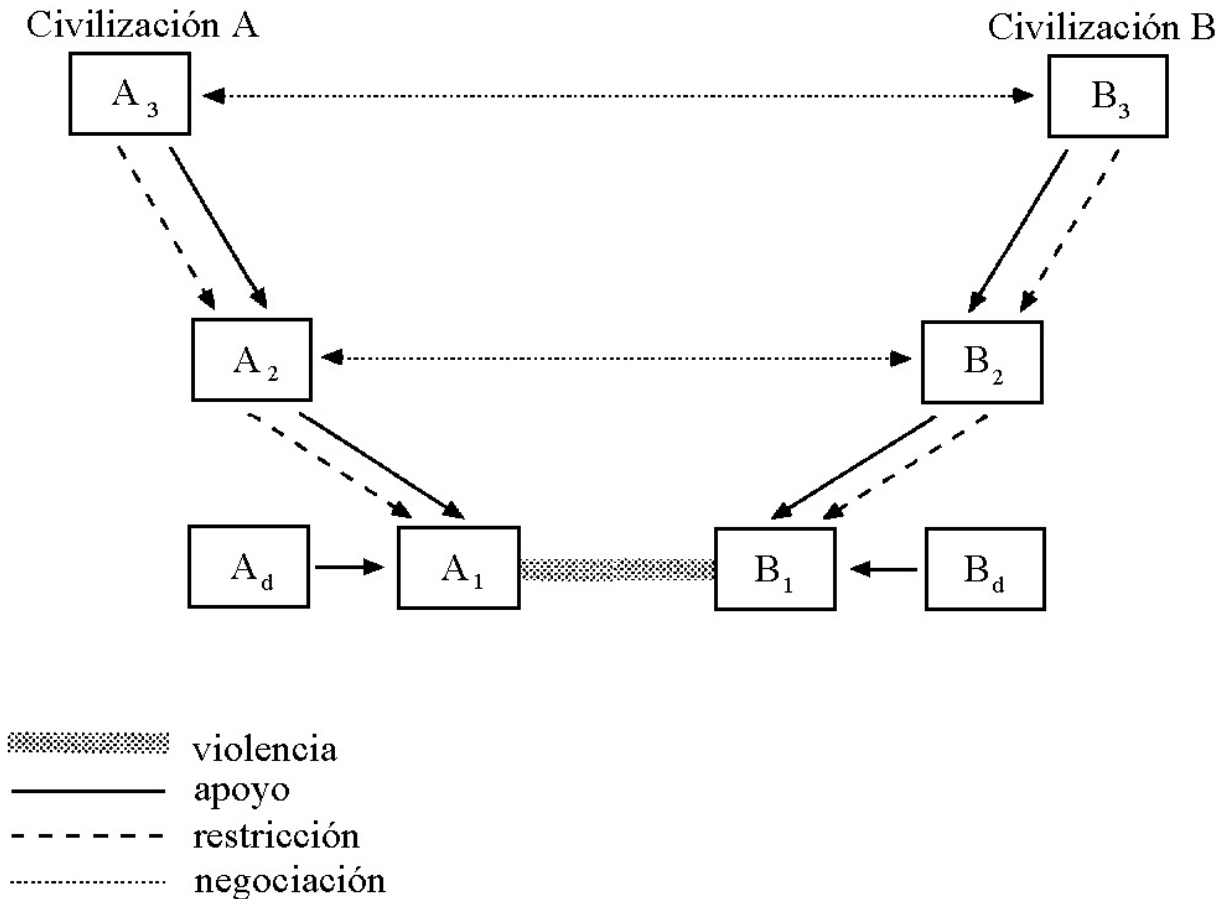 Civilización A
Civilización B
A3
B3
A2
B2
Ad
A1
B1
Bd
violencia
apoyo
restricción
negociación